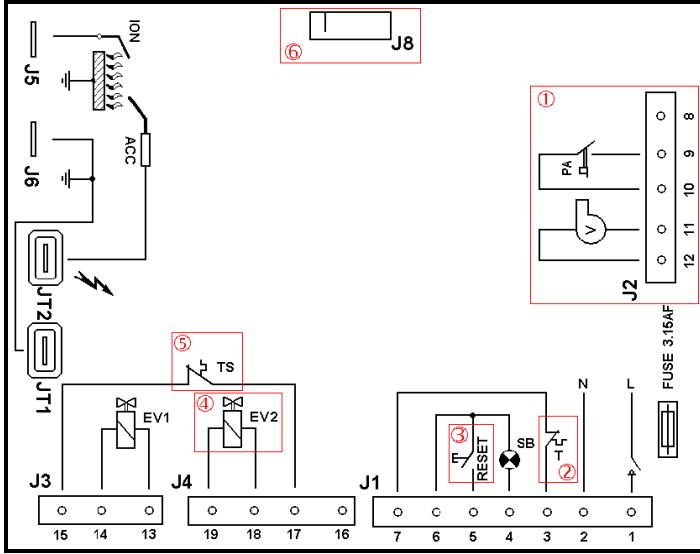 ION
J5
⑥
J8
①
8
9
PA
10
V
11
12
J2
ACC
J6
JT2
JT1
FUSE 3.15AF
⑤
TS
④
EV1
EV2
N
L
③
SB
RESET
T
②
J3
J4
J1
15
14
13
19
18
17
16
7
6
5
4
3
2
1